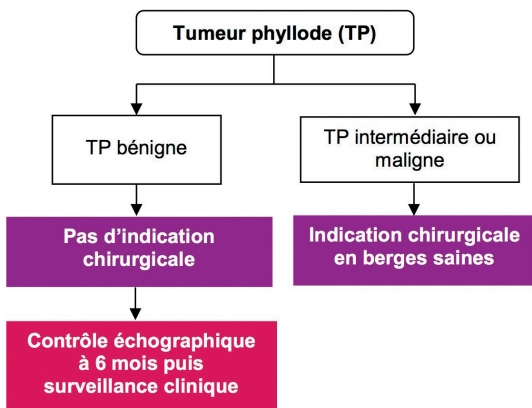 Tumeur phyllode (TP)
TP bénigne
TP intermédiaire ou
maligne
Pas d'indication
chirurgicale
Indication chirurgicale
en berges saines
Contrôle échographique
à 6 mois puis
surveillance clinique